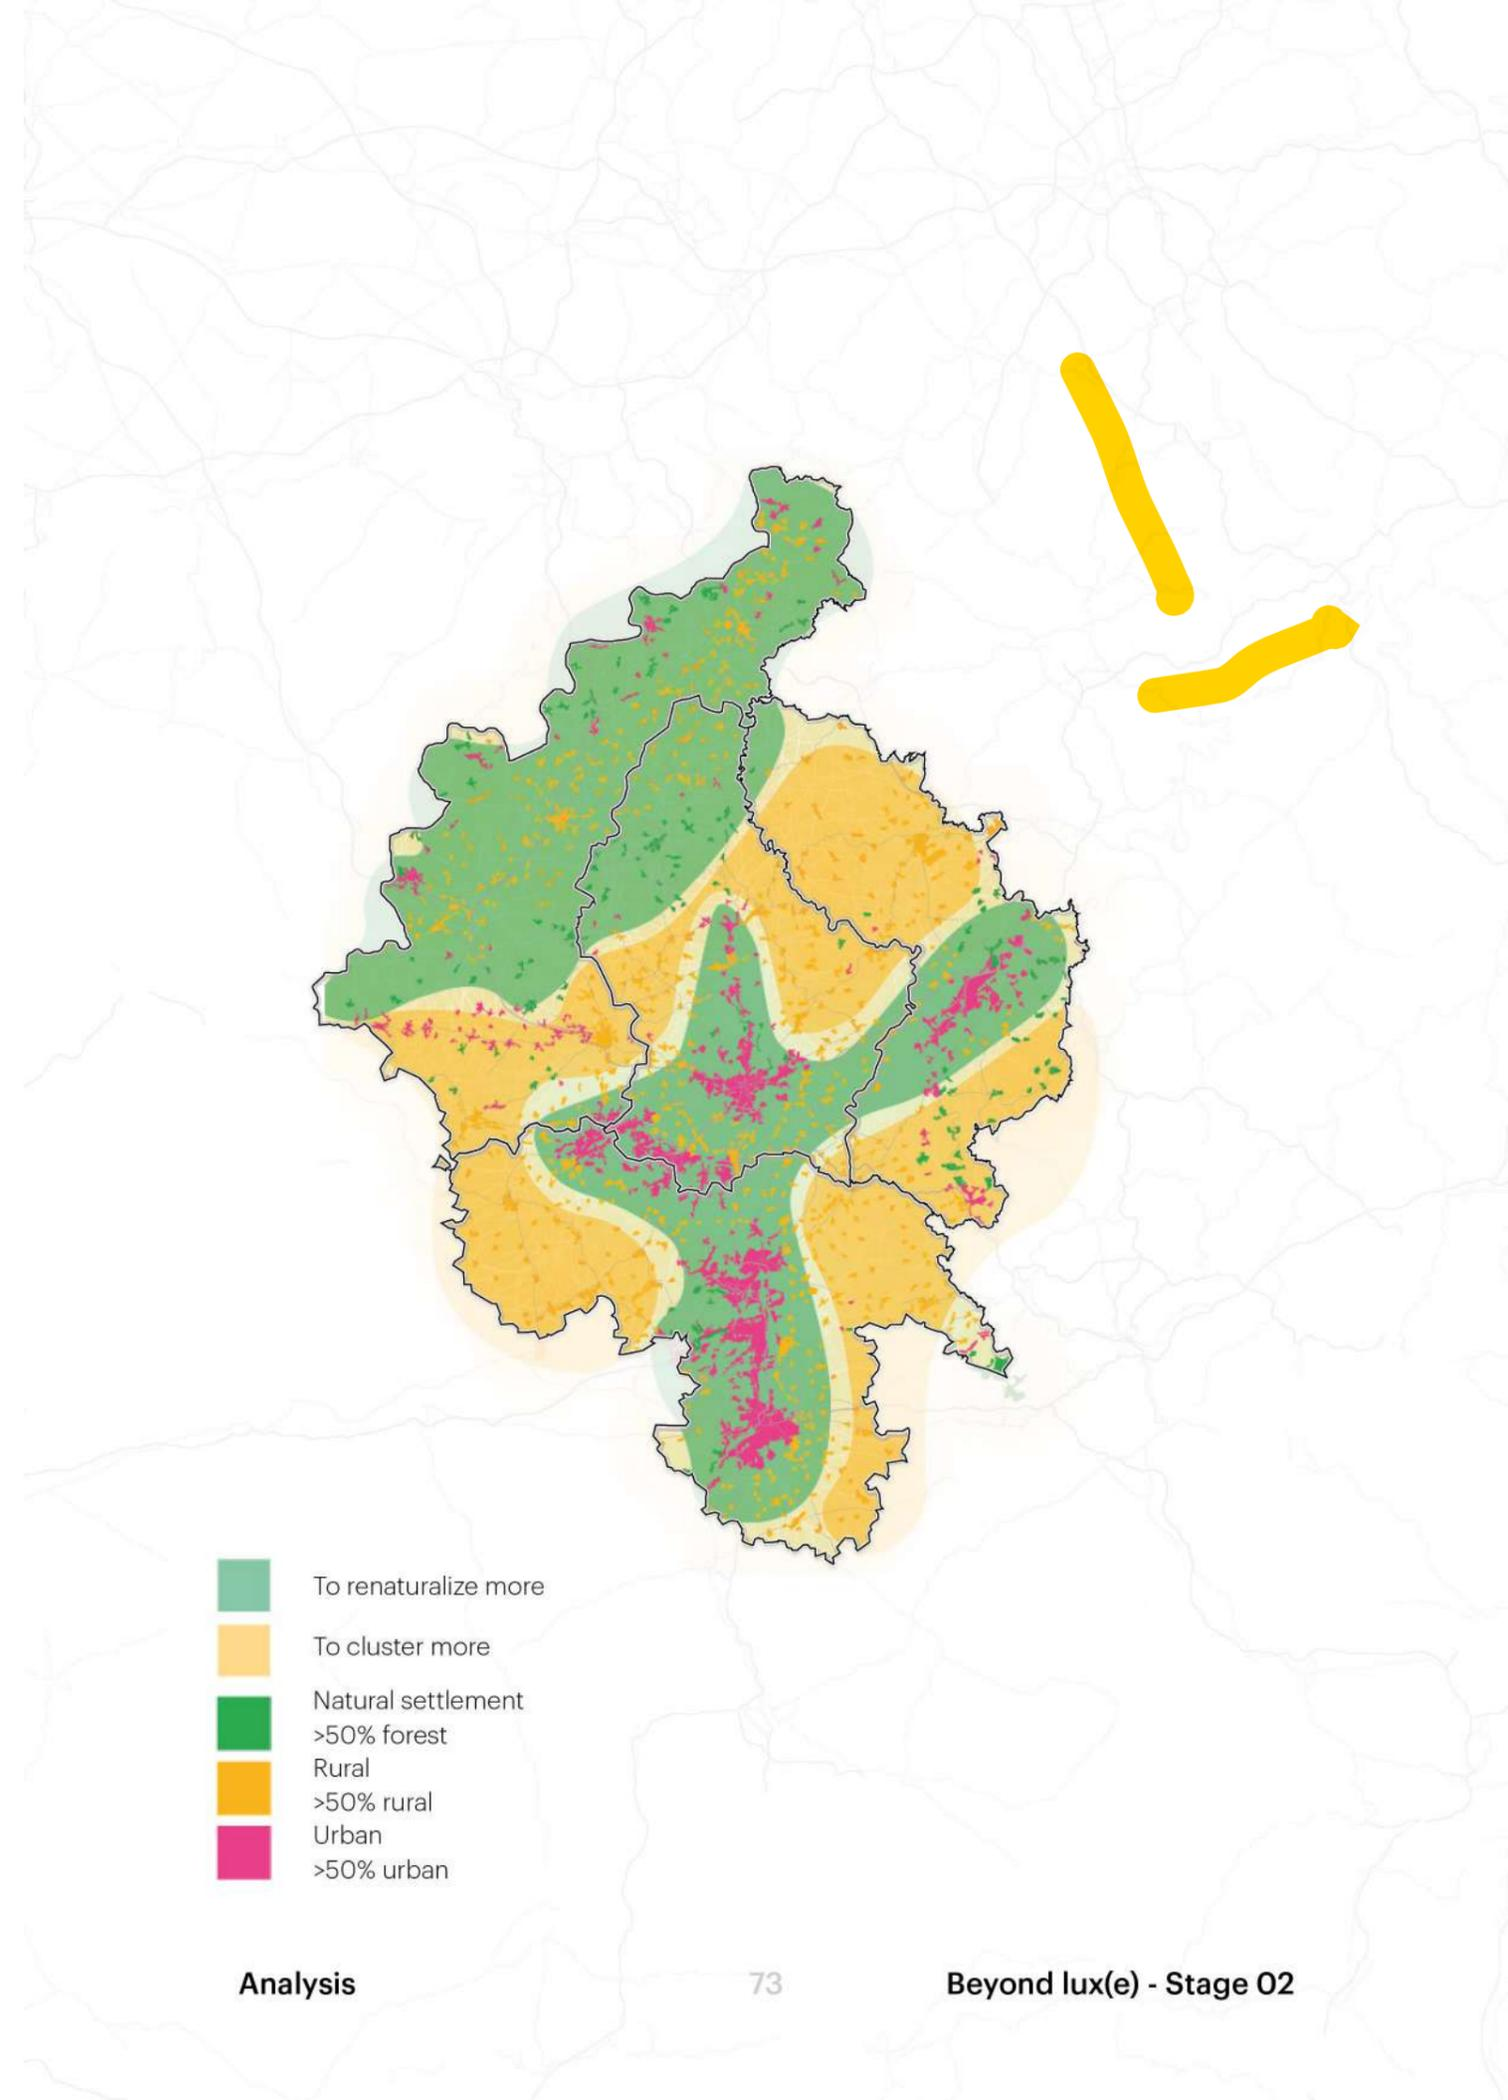 To renaturalize more
To cluster more
Natural settlement
>50% forest
Rural
>50% rural
Urban
>50% urban
Analysis
73
Beyond lux(e) - Stage 02